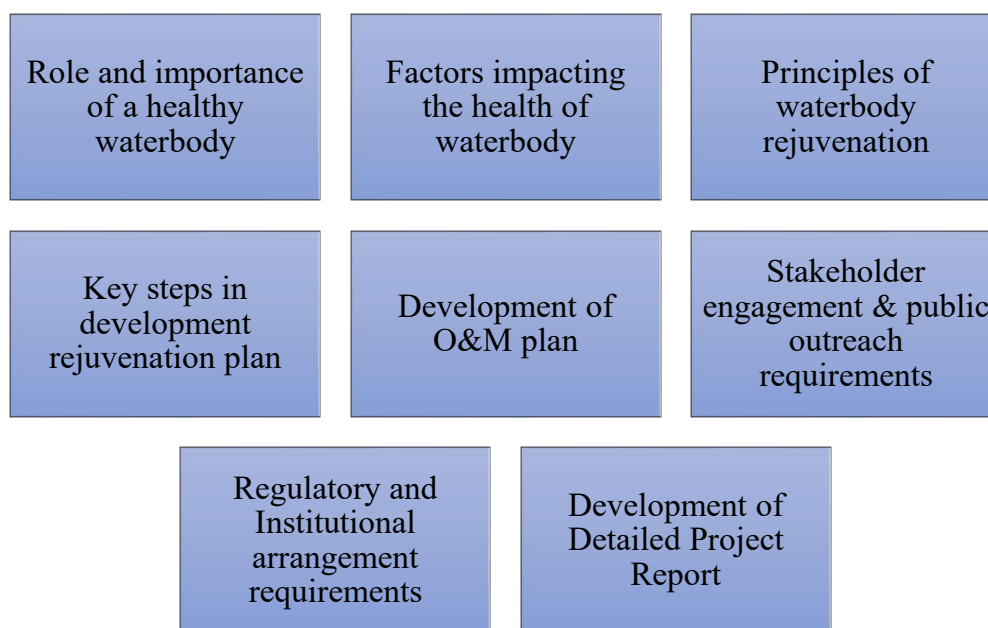 Role and importance
of a healthy
waterbody
Factors impacting
the health of
waterbody
Principles of
waterbody
rejuvenation
Key steps in
development
rejuvenation plan
Development of
O&M plan
Stakeholder
engagement & public
outreach
requirements
Regulatory and
Institutional
arrangement
requirements
Development of
Detailed Project
Report